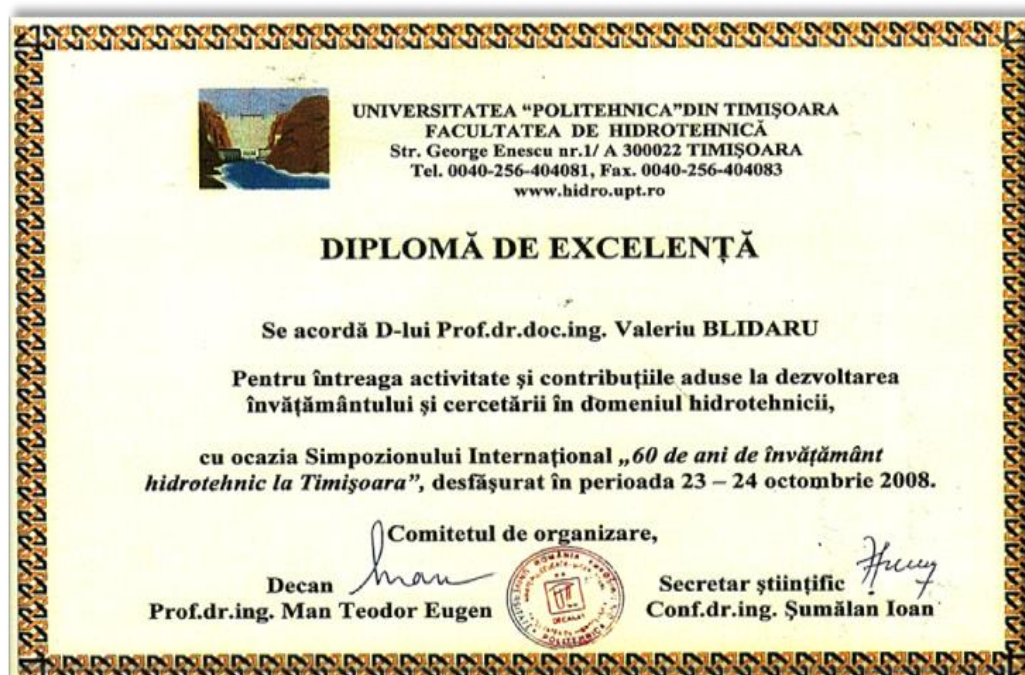 UNIVERSITATEA "POLITEHNICA"DIN TIMIŞOARA
FACULTATEA DE HIDROTEHNICĂ
Str. George Enescu nr.1/ A 300022 TIMIŞOARA
Tel. 0040-256-404081, Fax. 0040-256-404083
www.hidro.upt.ro
DIPLOMĂ DE EXCELENŢĂ
Se acordă D-lui Prof.dr.doc.ing. Valeriu BLIDARU
Pentru întreaga activitate şi contribuţiile aduse la dezvoltarea
învăţământului şi cercetării în domeniul hidrotehnicii,
cu ocazia Simpozionului Internaţional „60 de ani de învăţământ
hidrotehnic la Timişoara”, desfăşurat în perioada 23 – 24 octombrie 2008.
Comitetul de organizare,
Decan
Prof.dr.ing. Man Teodor Eugen
Secretar ştiinţific
Conf.dr.ing. Şumălan Ioan
ROMÂNIA
DECANAT
POLITEHNICA